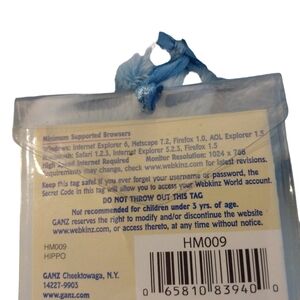 Minimum Supported Browsers
Windows: Internet Explorer 6, Netscape 7.2, Firefox 1.0, AOL Explorer 1.5
Macintosh: Safari 1.2.3, Internet Explorer 5.2.3, Firefox 1.5
High Speed Internet Required Monitor Resolution: 1024 x 768
Requirements may change, check www.webkinz.com for latest revisions.
Keep this tag safe! If you ever forget your username or password, the
Secret Code in this tag will allow you to access your Webkinz World account.
DO NOT THROW OUT THIS TAG
Not recommended for children under 3 yrs. of age.
GANZ reserves the right to modify and/or discontinue the website
www.webkinz.com, or access thereto, at any time without notice.
HM009
HIPPO
HM009
GANZ Cheektowaga, N.Y.
14227-9903
www.ganz.com
0 65810 83940 0